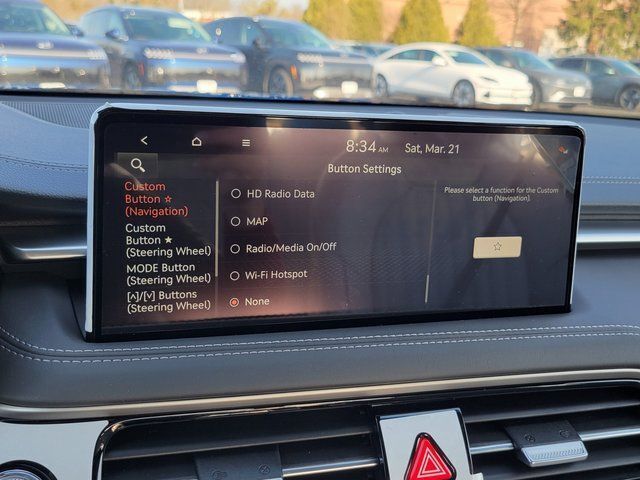 8:34 AM Sat, Mar. 21
Button Settings
Custom
Button ☆
(Navigation)
Custom
Button ★
(Steering Wheel)
MODE Button
(Steering Wheel)
[∧]/[∨] Buttons
(Steering Wheel)
HD Radio Data
MAP
Radio/Media On/Off
Wi-Fi Hotspot
None
Please select a function for the Custom
button (Navigation).